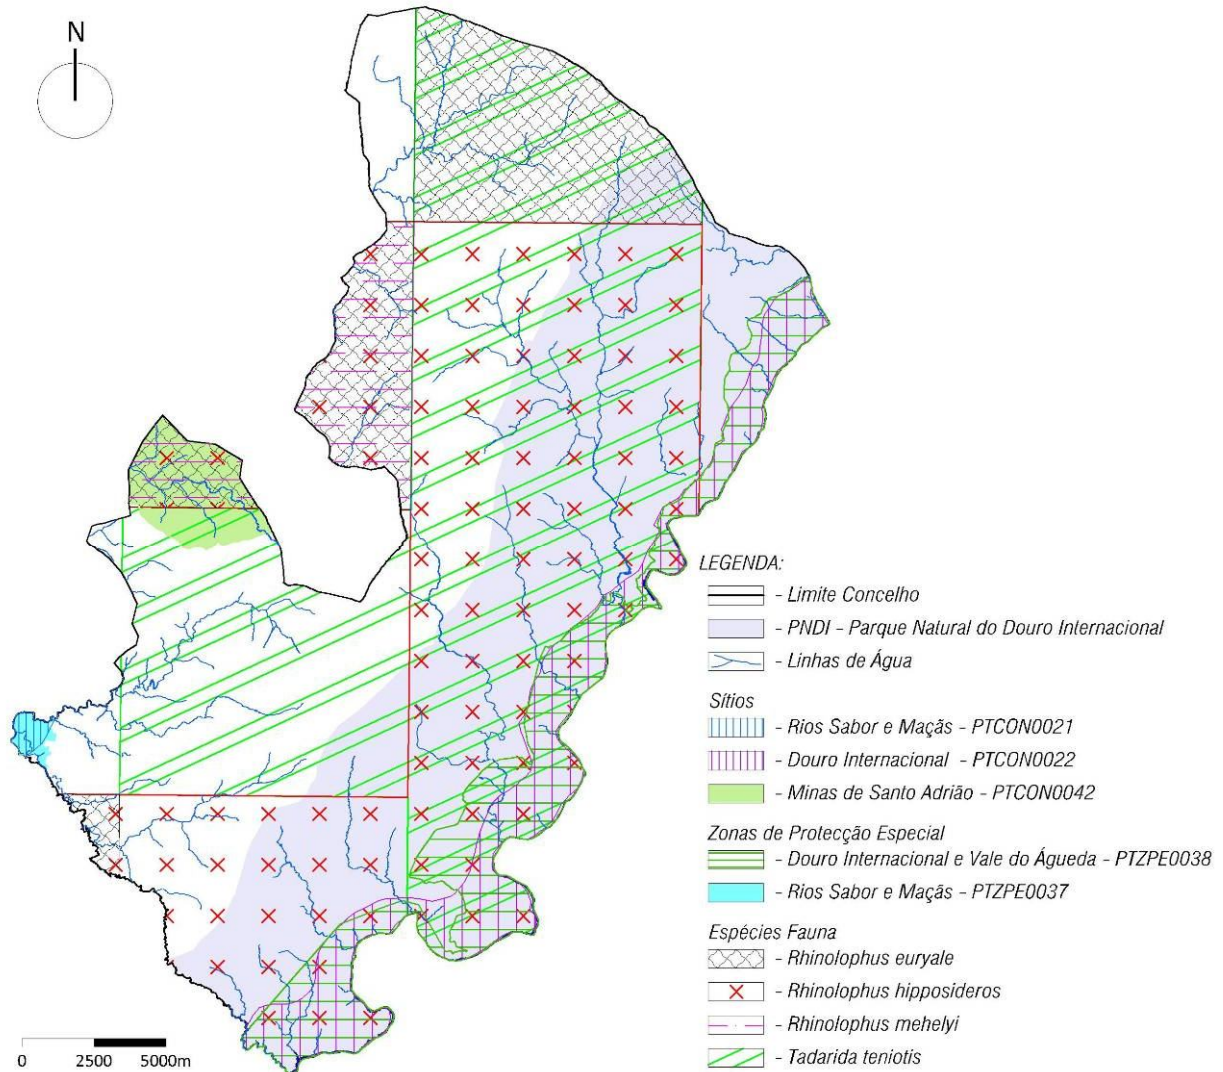 N
LEGENDA:
- Limite Concelho
- PNDI - Parque Natural do Douro Internacional
- Linhas de Água
Sítios
- Rios Sabor e Maçãs - PTCON0021
- Douro Internacional - PTCON0022
- Minas de Santo Adrião - PTCON0042
Zonas de Protecção Especial
- Douro Internacional e Vale do Águeda - PTZPE0038
- Rios Sabor e Maçãs - PTZPE0037
Espécies Fauna
- Rhinolophus euryale
- Rhinolophus hipposideros
- Rhinolophus mehelyi
- Tadarida teniotis
0 2500 5000m